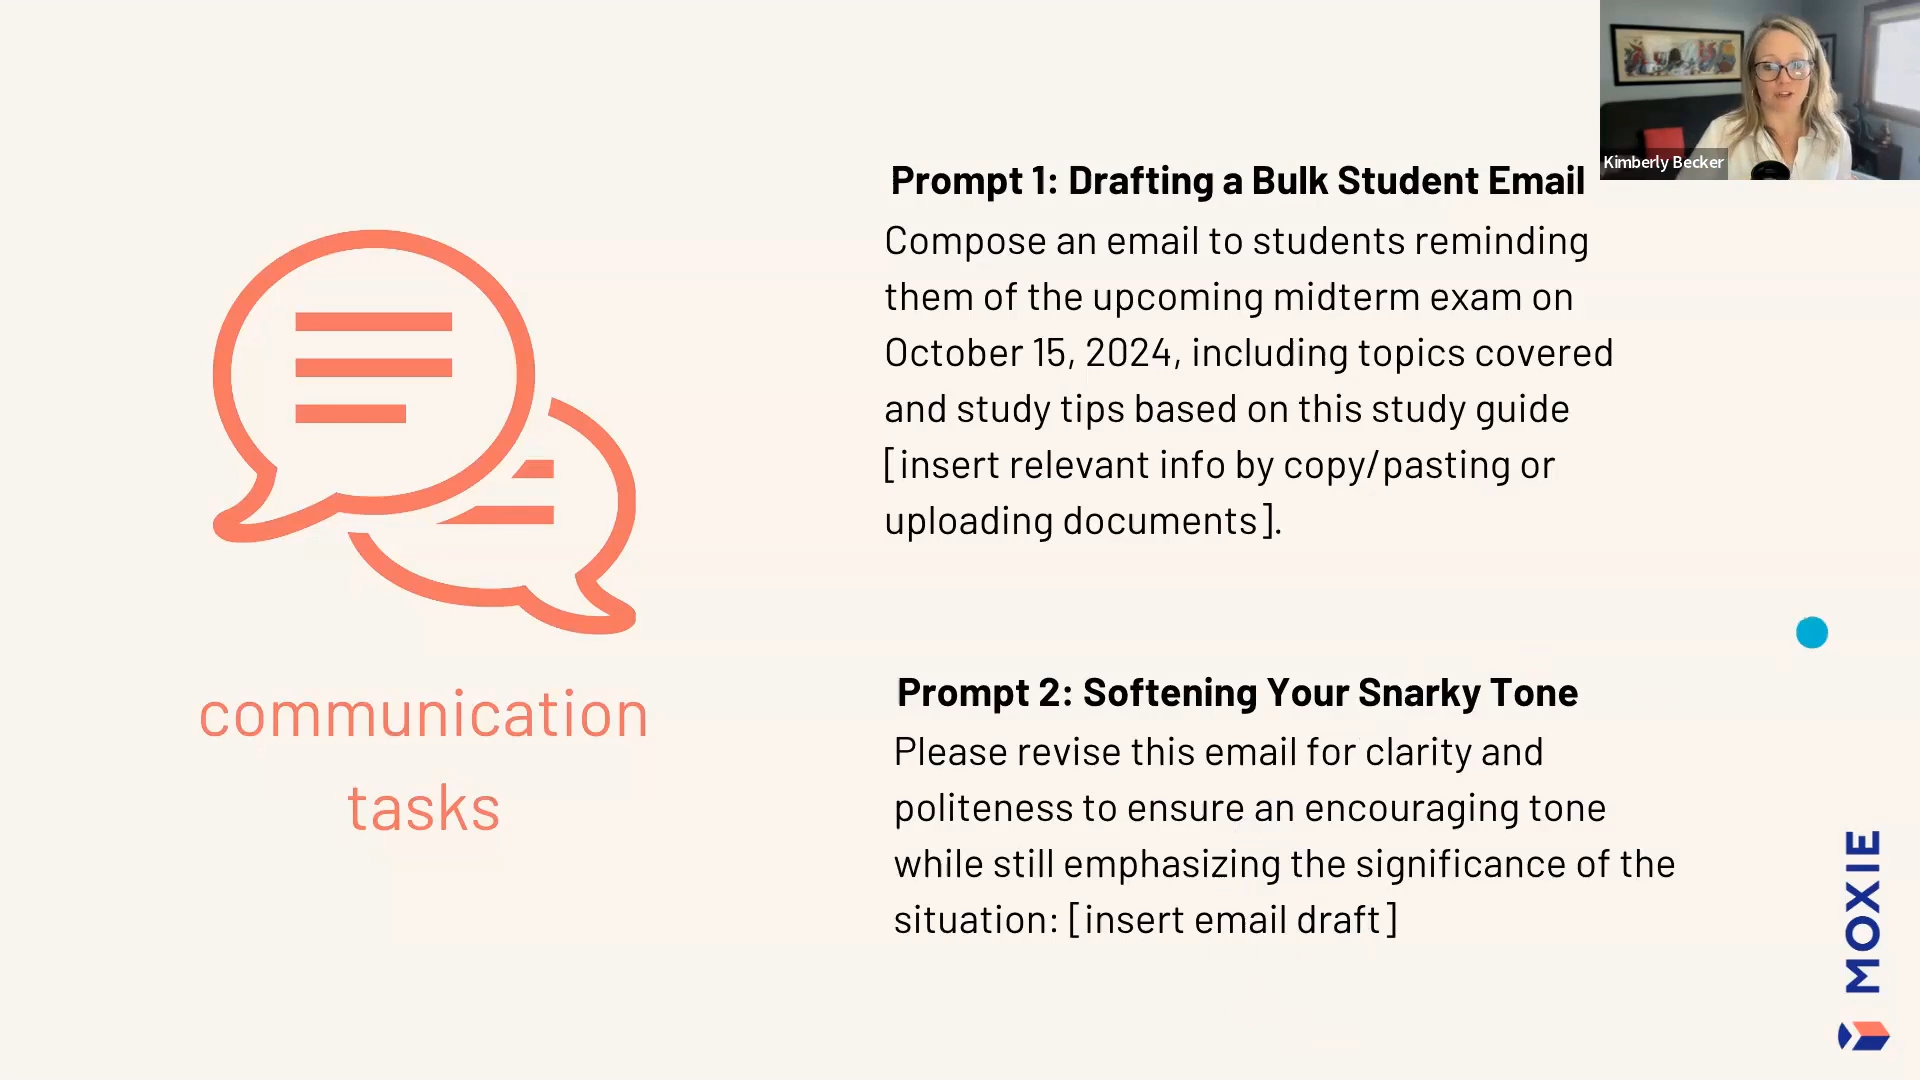 Kimberly Becker
communication
tasks
Prompt 1: Drafting a Bulk Student Email
Compose an email to students reminding
them of the upcoming midterm exam on
October 15, 2024, including topics covered
and study tips based on this study guide
[insert relevant info by copy/pasting or
uploading documents].
Prompt 2: Softening Your Snarky Tone
Please revise this email for clarity and
politeness to ensure an encouraging tone
while still emphasizing the significance of the
situation: [insert email draft]
MOXIE